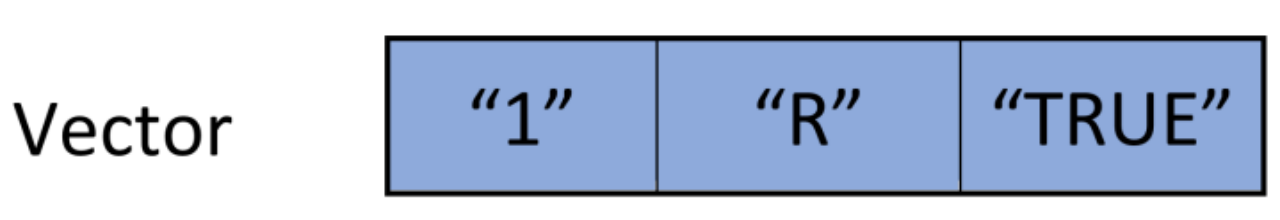 Vector “1” “R” “TRUE”